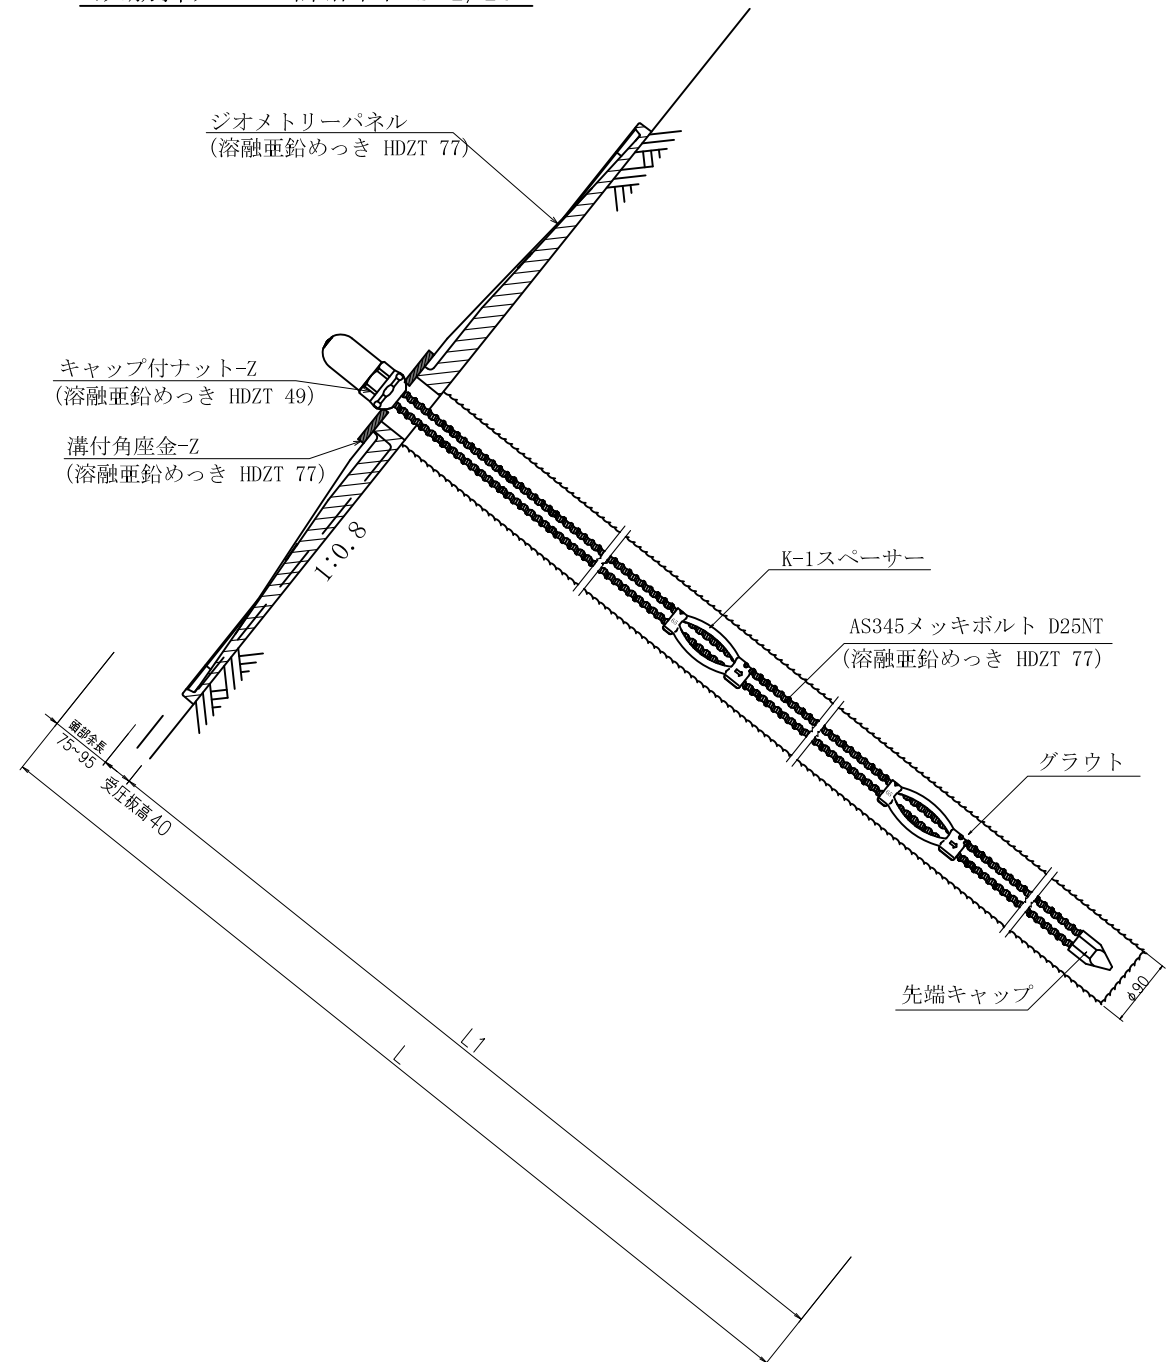 ジオメトリーパネル
(溶融亜鉛めっき HDZT 77)
キャップ付ナット-Z
(溶融亜鉛めっき HDZT 49)
溝付角座金-Z
(溶融亜鉛めっき HDZT 77)
1:0.8
K-1スペーサー
AS345メッキボルト D25NT
(溶融亜鉛めっき HDZT 77)
頭部余長
75~95
受圧板高40
グラウト
先端キャップ
φ90
L1
L